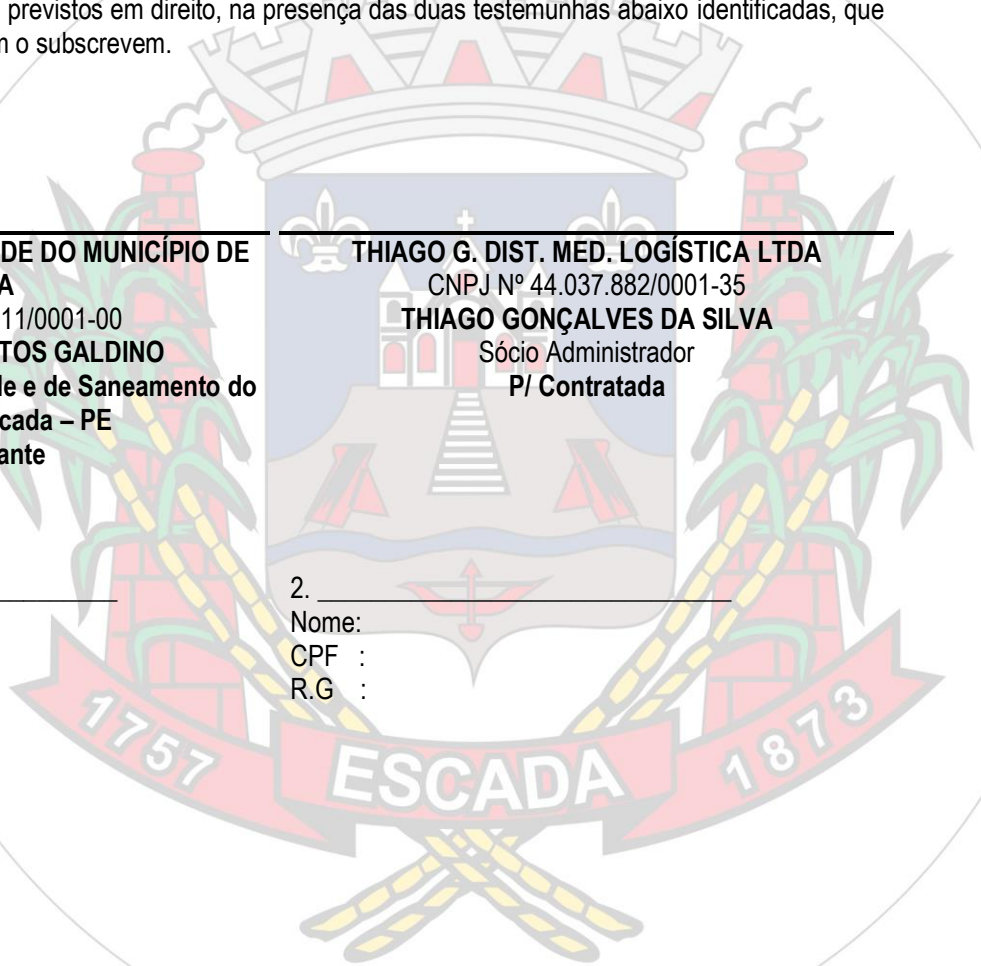 previstos em direito, na presença das duas testemunhas abaixo identificadas, que
o subscrevem.
DE DO MUNICÍPIO DE
A
11/0001-00
TOS GALDINO
e de Saneamento do
cada – PE
ante
THIAGO G. DIST. MED. LOGÍSTICA LTDA
CNPJ Nº 44.037.882/0001-35
THIAGO GONÇALVES DA SILVA
Sócio Administrador
P/ Contratada
2. ______________________________
Nome:
CPF :
R.G :
1757
ESCADA
1873